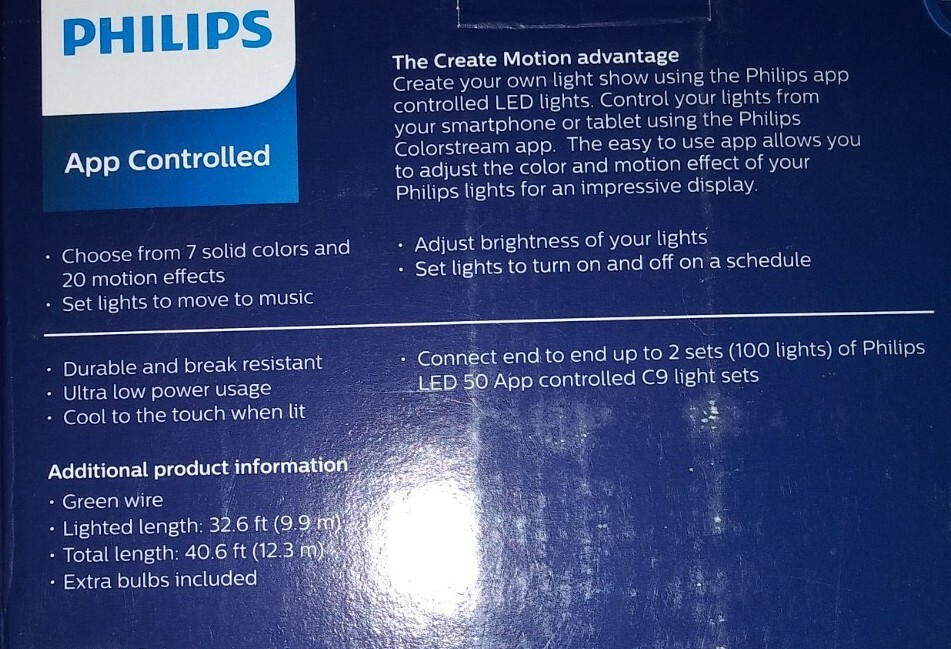 PHILIPS
App Controlled
The Create Motion advantage
Create your own light show using the Philips app
controlled LED lights. Control your lights from
your smartphone or tablet using the Philips
Colorstream app. The easy to use app allows you
to adjust the color and motion effect of your
Philips lights for an impressive display.
· Choose from 7 solid colors and
20 motion effects
· Set lights to move to music
· Adjust brightness of your lights
· Set lights to turn on and off on a schedule
· Durable and break resistant
· Ultra low power usage
· Cool to the touch when lit
· Connect end to end up to 2 sets (100 lights) of Philips
LED 50 App controlled C9 light sets
Additional product information
· Green wire
· Lighted length: 32.6 ft (9.9 m)
· Total length: 40.6 ft (12.3 m)
· Extra bulbs included